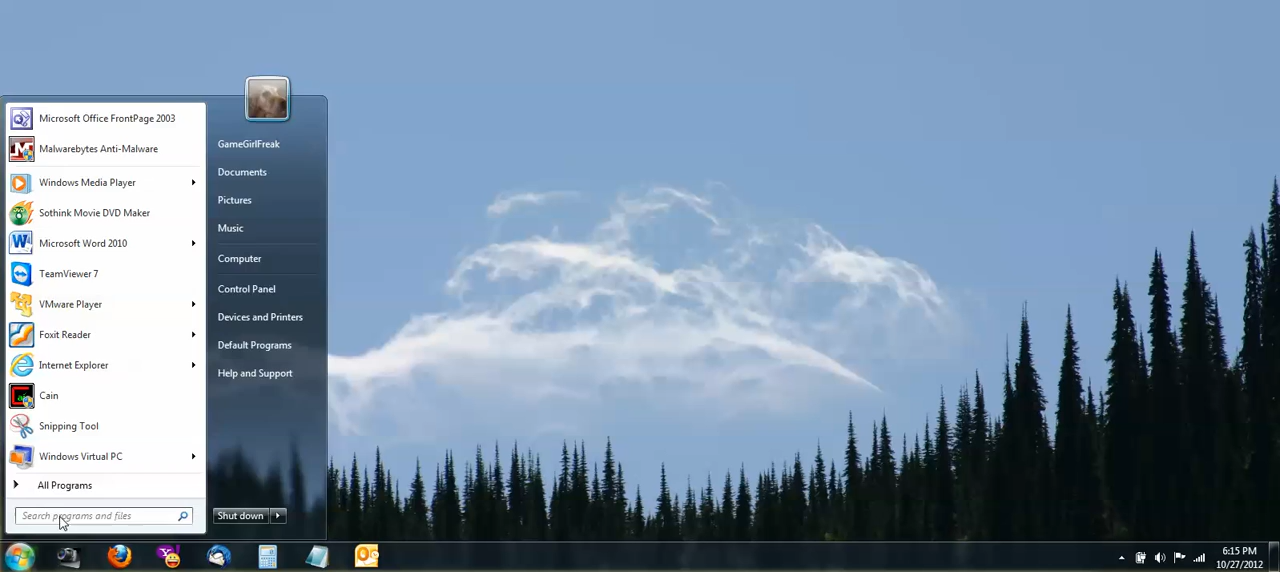 Microsoft Office FrontPage 2003
Malwarebytes Anti-Malware
Windows Media Player
Sothink Movie DVD Maker
Microsoft Word 2010
TeamViewer 7
VMware Player
Foxit Reader
Internet Explorer
Cain
Snipping Tool
Windows Virtual PC
All Programs
Search programs and files
GameGirlFreak
Documents
Pictures
Music
Computer
Control Panel
Devices and Printers
Default Programs
Help and Support
Shut down
6:15 PM
10/27/2012